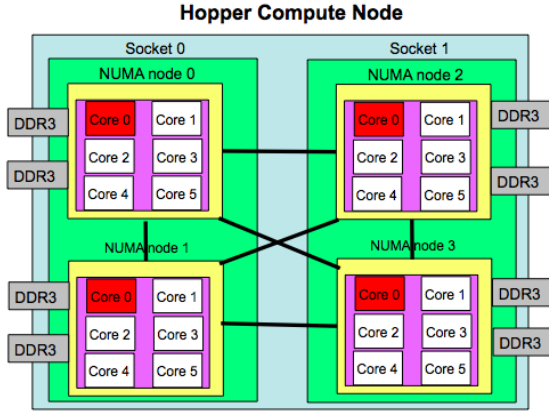 Hopper Compute Node
Socket 0
Socket 1
NUMA node 0
NUMA node 2
DDR3
DDR3
Core 0 Core 1
Core 2 Core 3
Core 4 Core 5
Core 0 Core 1
Core 2 Core 3
Core 4 Core 5
DDR3
DDR3
NUMA node 1
NUMA node 3
DDR3
DDR3
Core 0 Core 1
Core 2 Core 3
Core 4 Core 5
Core 0 Core 1
Core 2 Core 3
Core 4 Core 5
DDR3
DDR3